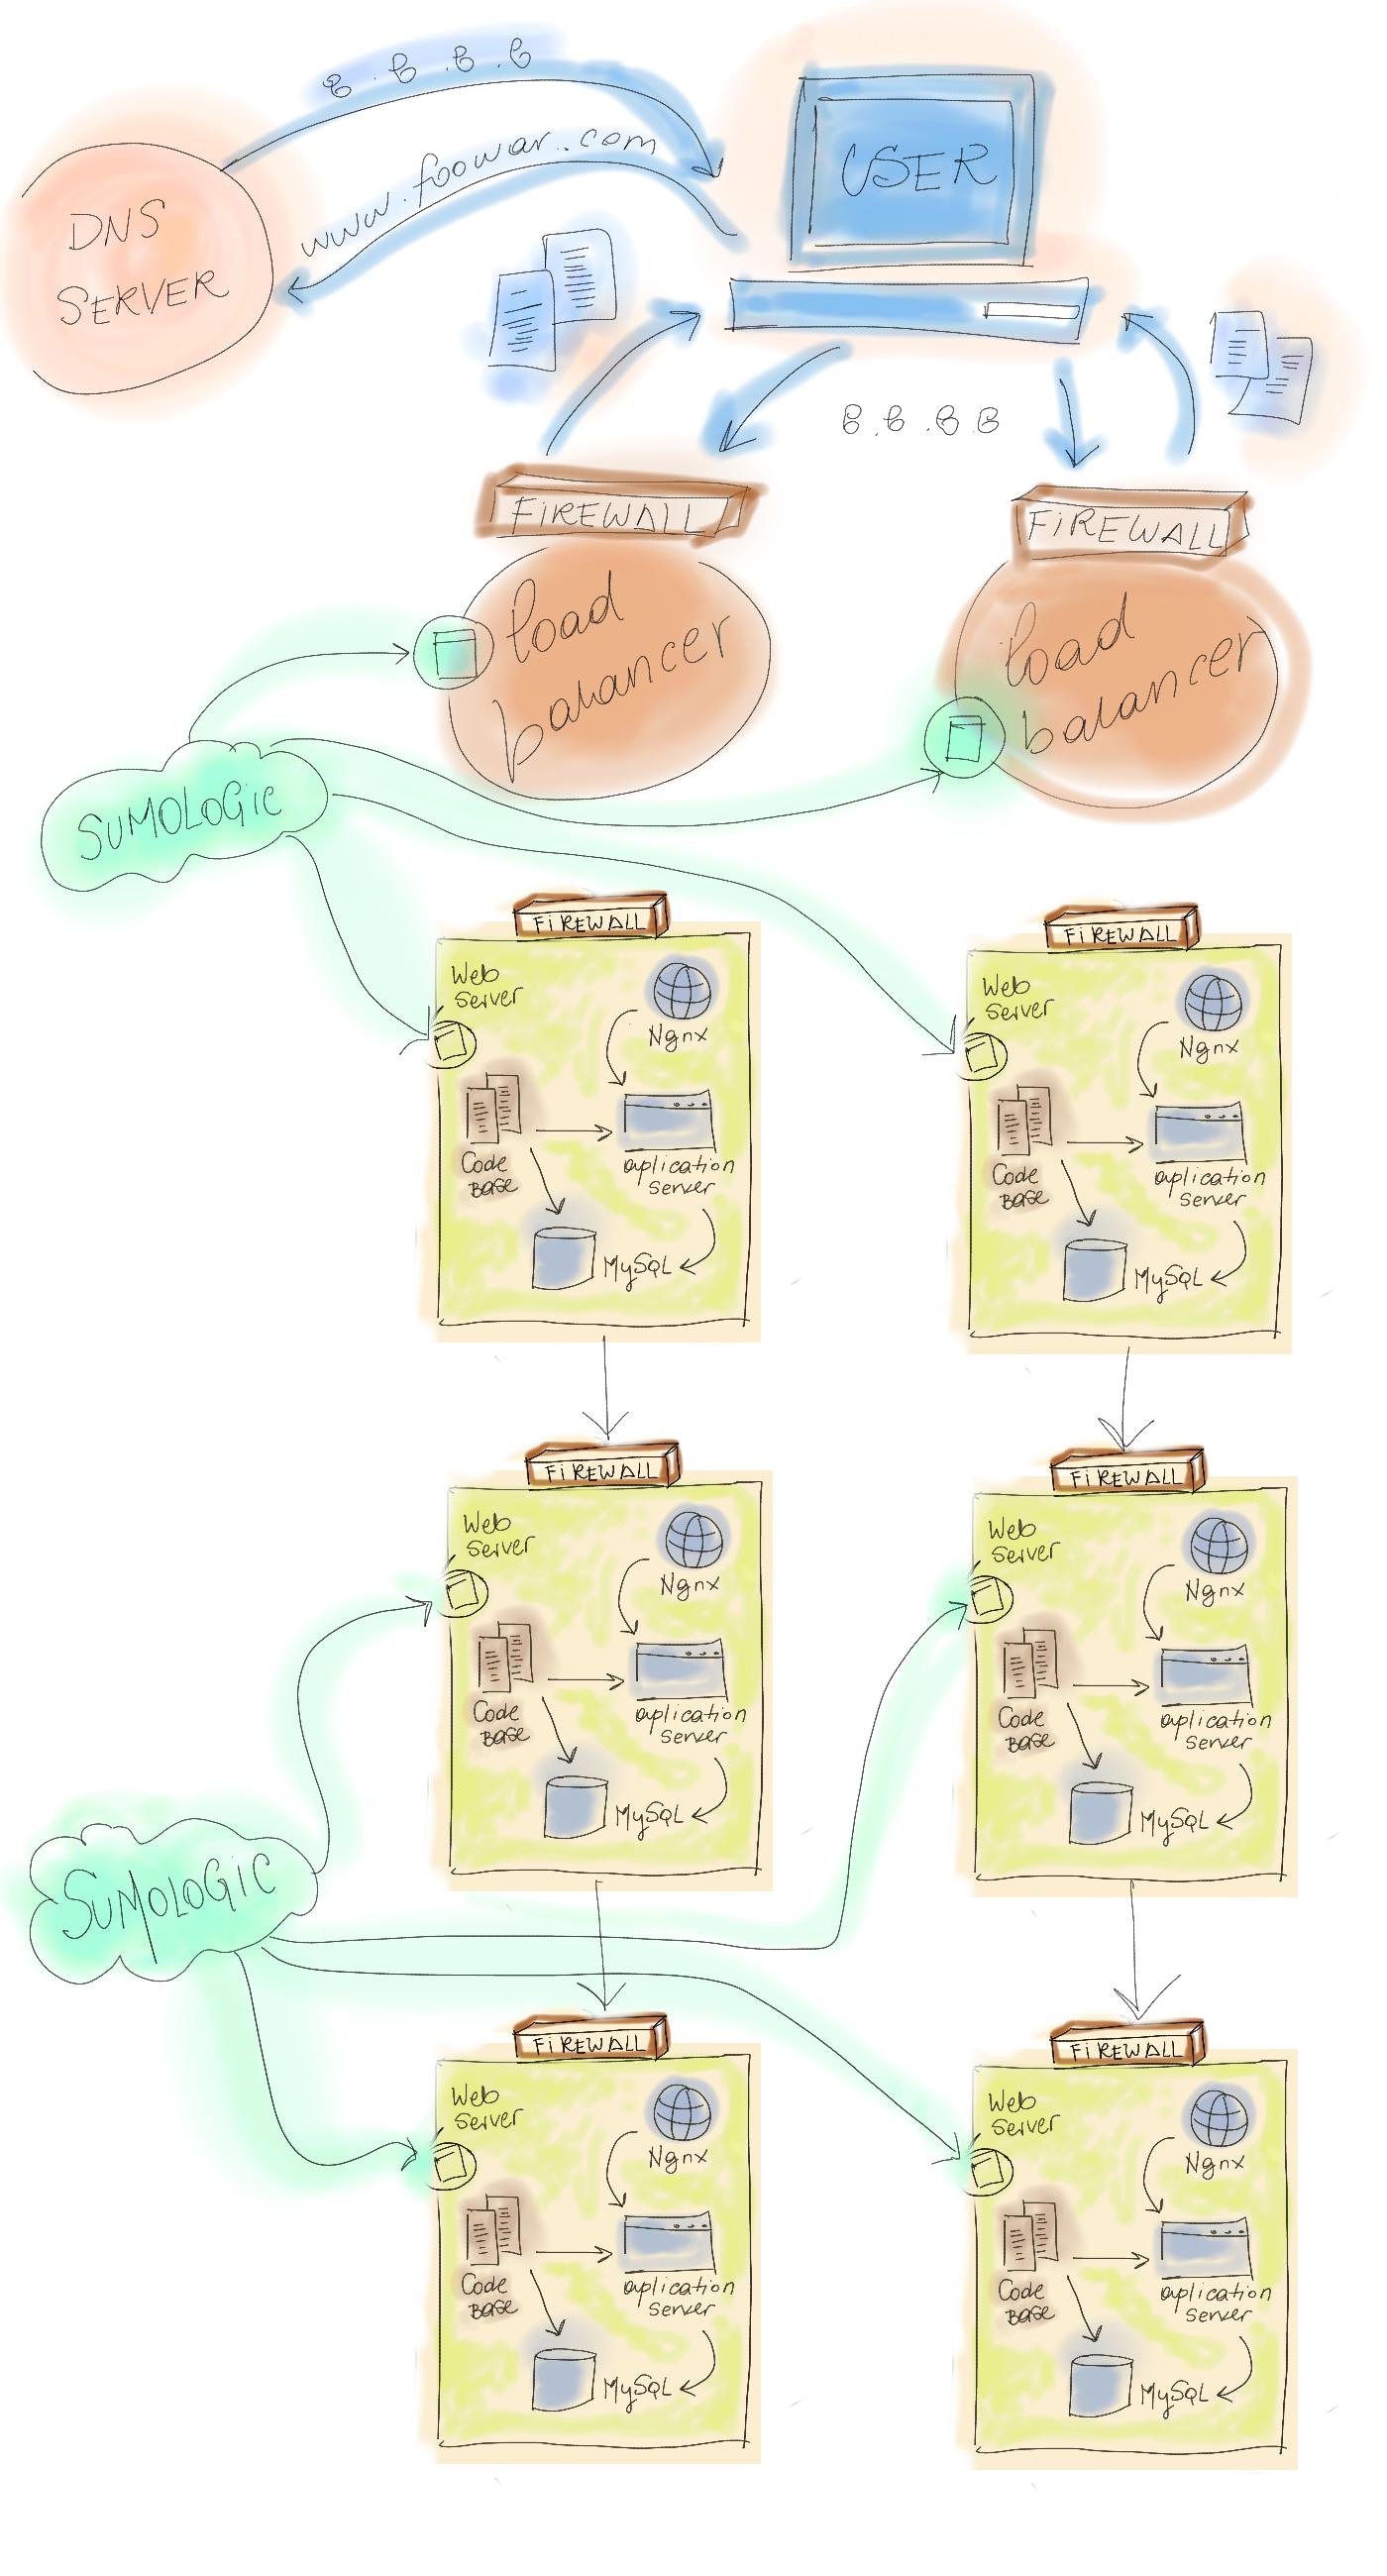 8.8.8.8
www.foowar.com
USER
DNS
SERVER
8.8.8.8
FIREWALL
FIREWALL
load
balancer
load
balancer
SUMOLOGIC
FIREWALL
Web
Server
Ngnx
Code
BASE
aplication
Server
MySQL
FIREWALL
Web
Server
Ngnx
Code
BASE
aplication
Server
MySQL
FIREWALL
Web
Server
Ngnx
Code
BASE
aplication
Server
MySQL
FIREWALL
Web
Server
Ngnx
Code
BASE
aplication
Server
MySQL
SUMOLOGIC
FIREWALL
Web
Server
Ngnx
Code
BASE
aplication
Server
MySQL
FIREWALL
Web
Server
Ngnx
Code
BASE
aplication
Server
MySQL